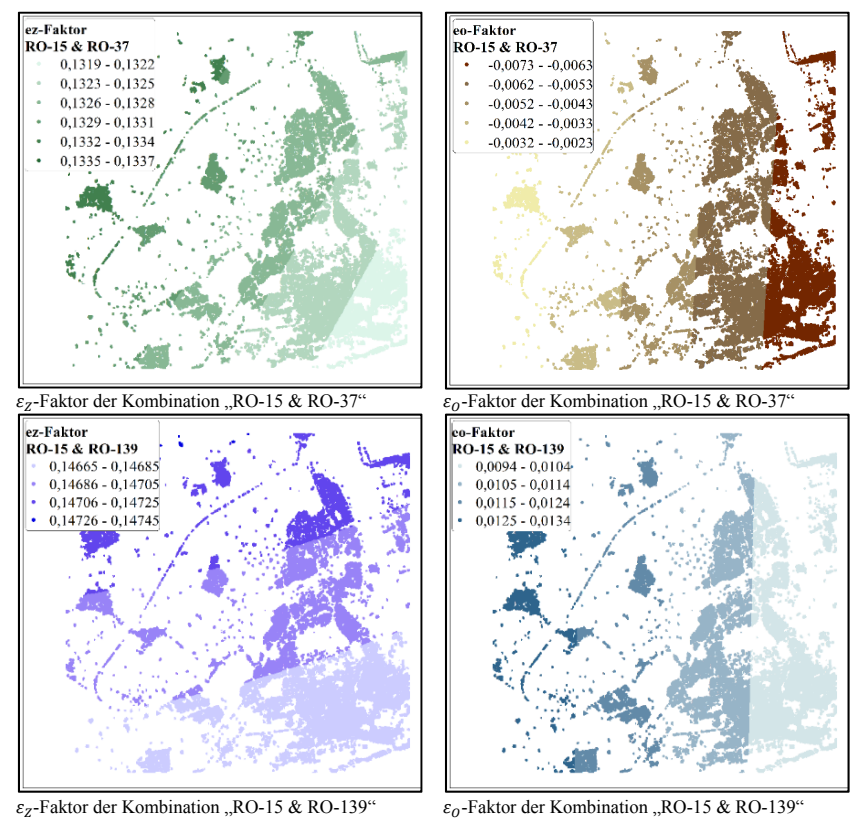 ez-Faktor
RO-15 & RO-37
0,1319 - 0,1322
0,1323 - 0,1325
0,1326 - 0,1328
0,1329 - 0,1331
0,1332 - 0,1334
0,1335 - 0,1337
eo-Faktor
RO-15 & RO-37
-0,0073 - -0,0063
-0,0062 - -0,0053
-0,0052 - -0,0043
-0,0042 - -0,0033
-0,0032 - -0,0023
εZ-Faktor der Kombination „RO-15 & RO-37“
εO-Faktor der Kombination „RO-15 & RO-37“
ez-Faktor
RO-15 & RO-139
0,14665 - 0,14685
0,14686 - 0,14705
0,14706 - 0,14725
0,14726 - 0,14745
eo-Faktor
RO-15 & RO-139
0,0094 - 0,0104
0,0105 - 0,0114
0,0115 - 0,0124
0,0125 - 0,0134
εZ-Faktor der Kombination „RO-15 & RO-139“
εO-Faktor der Kombination „RO-15 & RO-139“